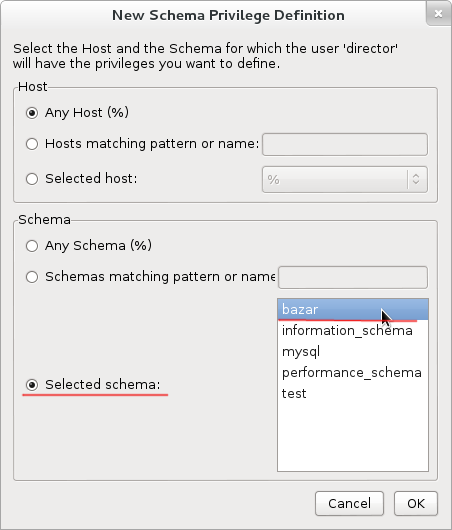 New Schema Privilege Definition
Select the Host and the Schema for which the user 'director'
will have the privileges you want to define.
Host
Any Host (%)
Hosts matching pattern or name:
Selected host:
%
Schema
Any Schema (%)
Schemas matching pattern or name
bazar
information_schema
mysql
performance_schema
test
Selected schema:
Cancel
OK